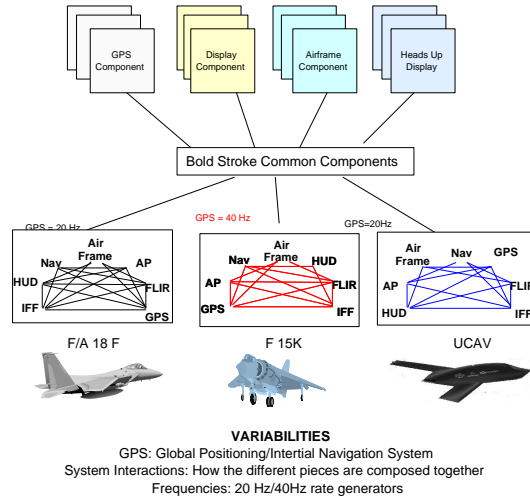 GPS
Component
Display
Component
Airframe
Component
Heads Up
Display
Bold Stroke Common Components
GPS = 20 Hz
GPS = 40 Hz
GPS=20Hz
Air
Frame
Nav
AP
HUD
FLIR
IFF
GPS
Air
Frame
Nav
HUD
AP
FLIR
GPS
IFF
Air
Frame
Nav
GPS
AP
FLIR
HUD
IFF
F/A 18 F
F 15K
UCAV
VARIABILITIES
GPS: Global Positioning/Intertial Navigation System
System Interactions: How the different pieces are composed together
Frequencies: 20 Hz/40Hz rate generators